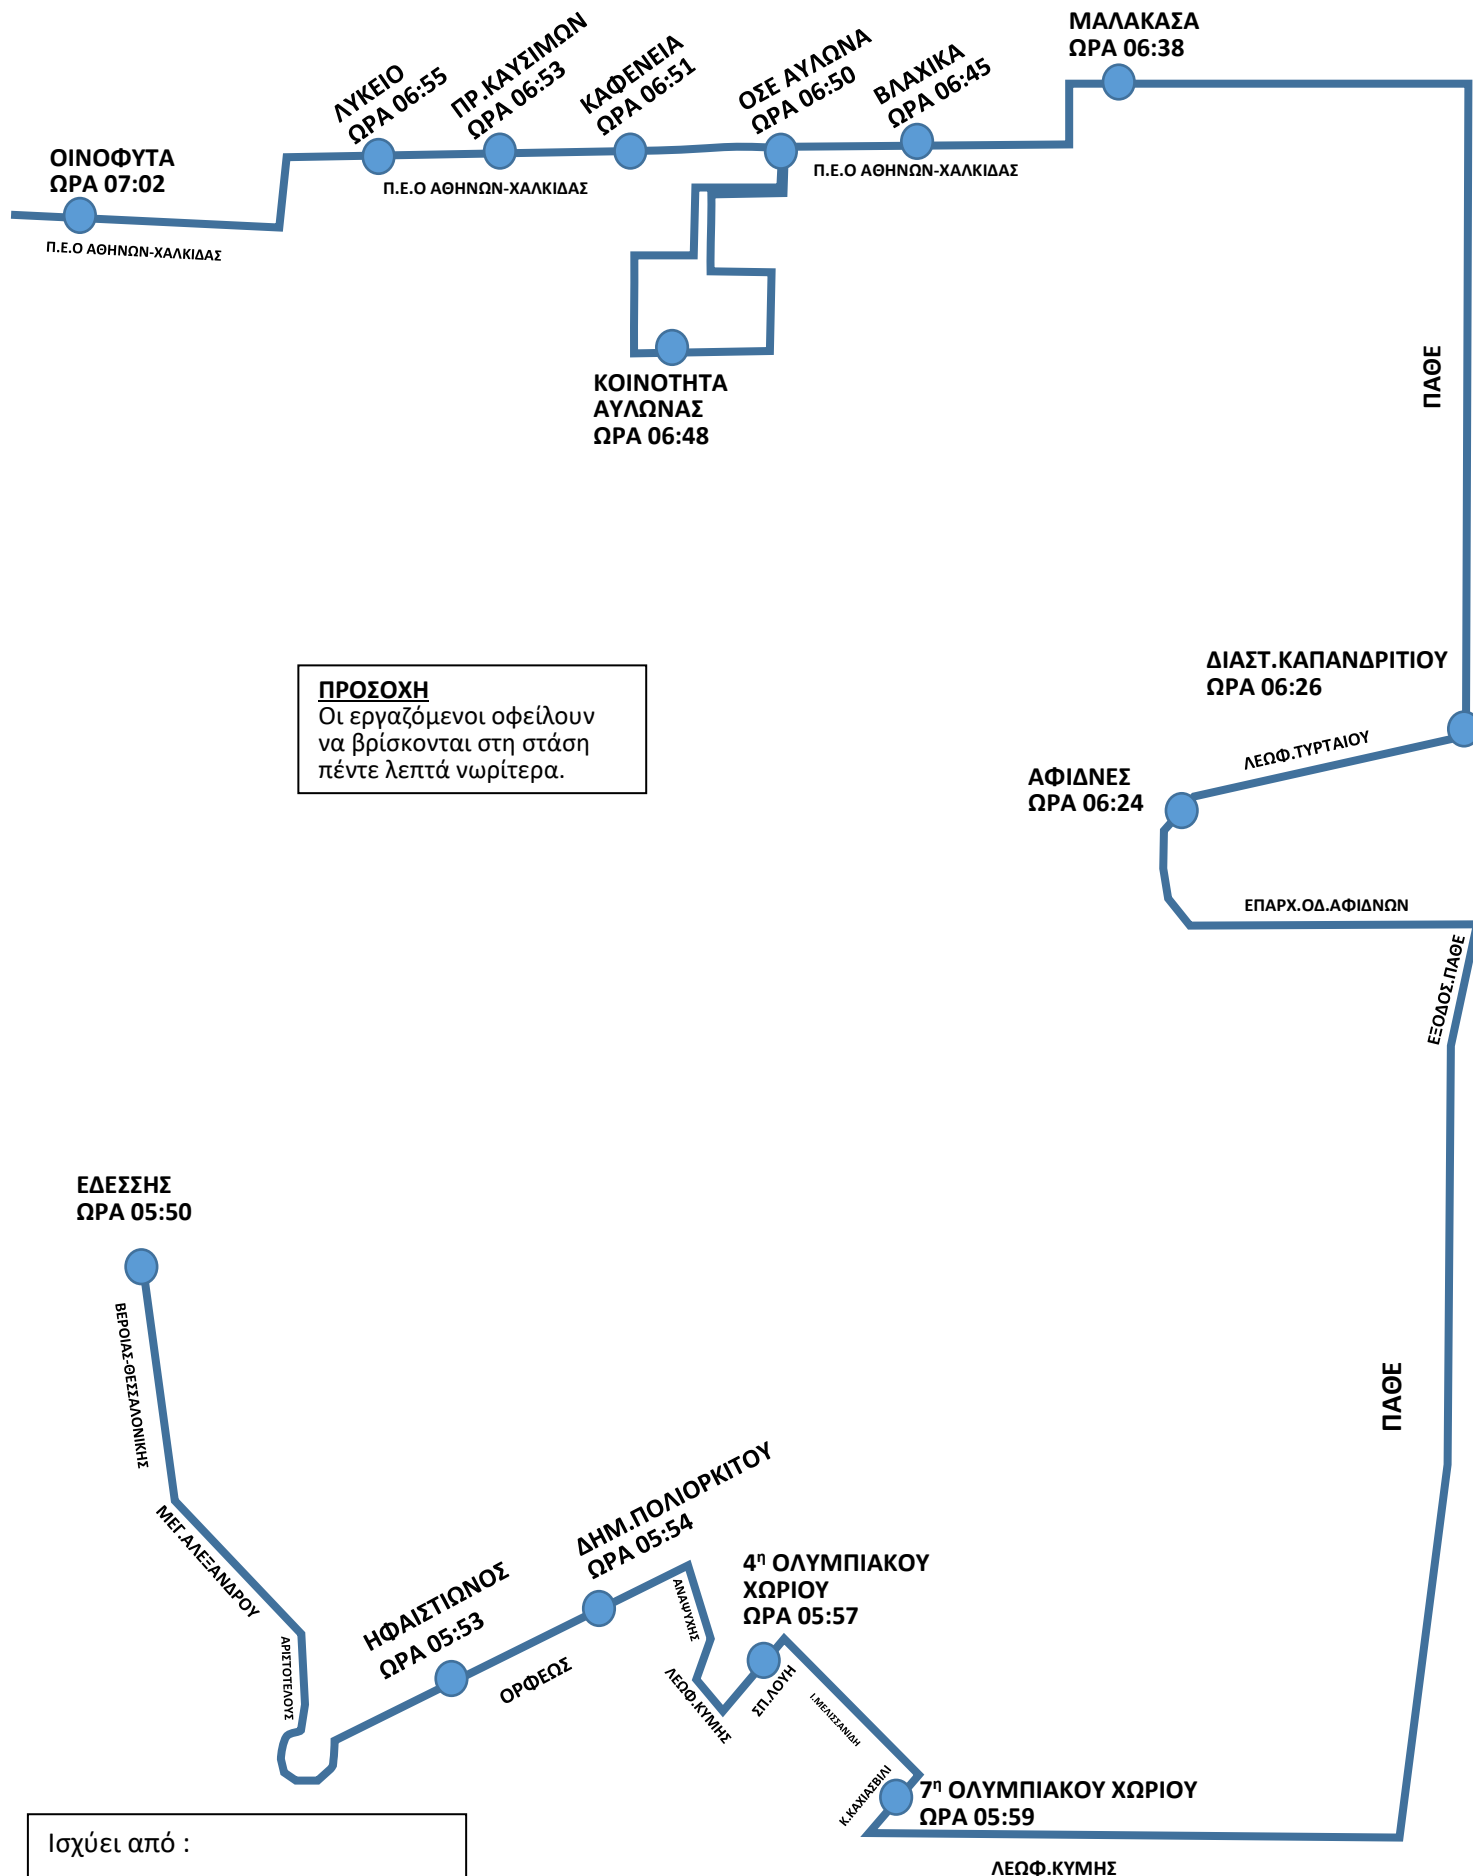 ΜΑΛΑΚΑΣΑ
ΩΡΑ 06:38
ΛΥΚΕΙΟ
ΩΡΑ 06:55
ΠΡ.ΚΑΥΣΙΜΩΝ
ΩΡΑ 06:53
ΚΑΦΕΝΕΙΑ
ΩΡΑ 06:51
ΟΣΕ ΑΥΛΩΝΑ
ΩΡΑ 06:50
ΒΛΑΧΙΚΑ
ΩΡΑ 06:45
ΟΙΝΟΦΥΤΑ
ΩΡΑ 07:02
Π.Ε.Ο ΑΘΗΝΩΝ-ΧΑΛΚΙΔΑΣ
Π.Ε.Ο ΑΘΗΝΩΝ-ΧΑΛΚΙΔΑΣ
Π.Ε.Ο ΑΘΗΝΩΝ-ΧΑΛΚΙΔΑΣ
ΚΟΙΝΟΤΗΤΑ
ΑΥΛΩΝΑΣ
ΩΡΑ 06:48
ΠΑΘΕ
ΠΡΟΣΟΧΗ
Οι εργαζόμενοι οφείλουν
να βρίσκονται στη στάση
πέντε λεπτά νωρίτερα.
ΔΙΑΣΤ.ΚΑΠΑΝΔΡΙΤΙΟΥ
ΩΡΑ 06:26
ΛΕΩΦ.ΤΥΡΤΑΙΟΥ
ΑΦΙΔΝΕΣ
ΩΡΑ 06:24
ΕΠΑΡΧ.ΟΔ.ΑΦΙΔΝΩΝ
ΕΞΟΔΟΣ.ΠΑΘΕ
ΕΔΕΣΣΗΣ
ΩΡΑ 05:50
ΒΕΡΟΙΑΣ-ΘΕΣΣΑΛΟΝΙΚΗΣ
ΠΑΘΕ
ΜΕΓ.ΑΛΕΞΑΝΔΡΟΥ
ΑΡΙΣΤΟΤΕΛΟΥΣ
ΗΦΑΙΣΤΙΩΝΟΣ
ΩΡΑ 05:53
ΟΡΦΕΩΣ
ΔΗΜ.ΠΟΛΙΟΡΚΙΤΟΥ
ΩΡΑ 05:54
ΑΝΑΨΥΧΗΣ
ΛΕΩΦ.ΚΥΜΗΣ
4η ΟΛΥΜΠΙΑΚΟΥ
ΧΩΡΙΟΥ
ΩΡΑ 05:57
ΣΠ.ΛΟΥΗ
Ι.ΜΕΛΙΣΣΑΝΙΔΗ
Κ.ΚΑΧΙΑΣΒΙΛΙ
7η ΟΛΥΜΠΙΑΚΟΥ ΧΩΡΙΟΥ
ΩΡΑ 05:59
ΛΕΩΦ.ΚΥΜΗΣ
Ισχύει από :